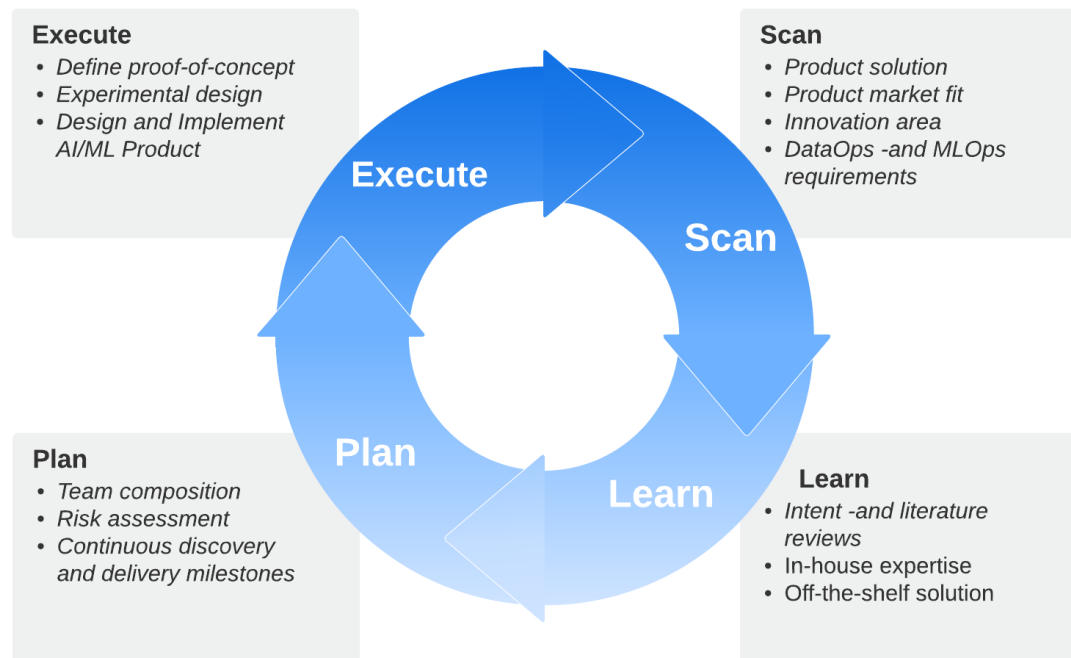 Execute
• Define proof-of-concept
• Experimental design
• Design and Implement
AI/ML Product
Scan
• Product solution
• Product market fit
• Innovation area
• DataOps -and MLOps
requirements
Execute
Scan
Plan
Learn
Plan
• Team composition
• Risk assessment
• Continuous discovery
and delivery milestones
Learn
• Intent -and literature
reviews
• In-house expertise
• Off-the-shelf solution